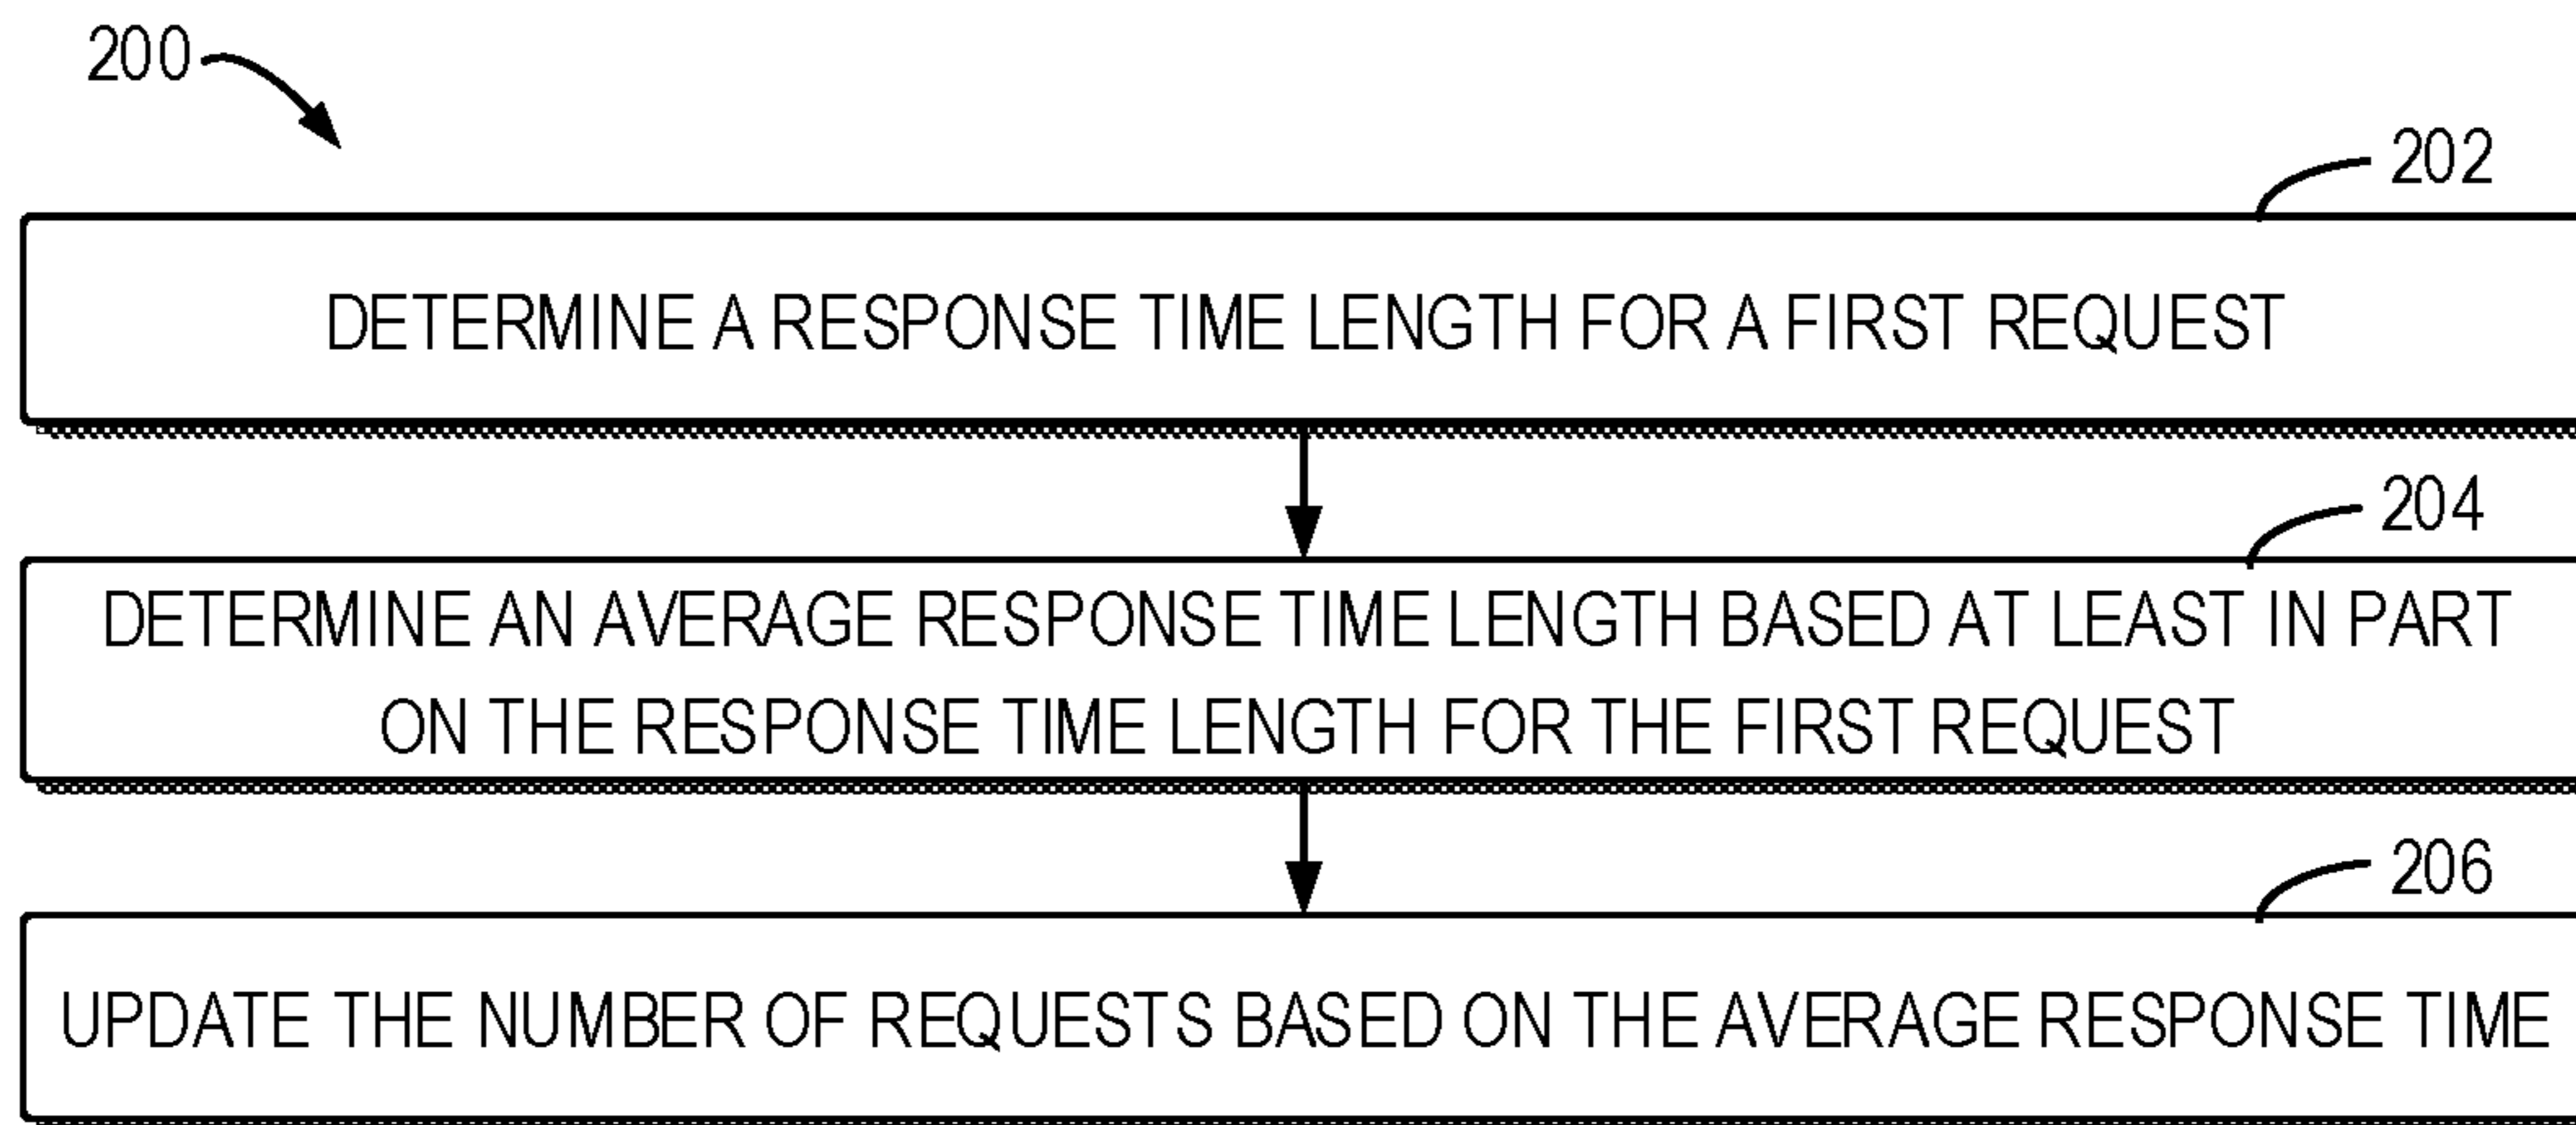 200
202
DETERMINE A RESPONSE TIME LENGTH FOR A FIRST REQUEST
204
DETERMINE AN AVERAGE RESPONSE TIME LENGTH BASED AT LEAST IN PART
ON THE RESPONSE TIME LENGTH FOR THE FIRST REQUEST
206
UPDATE THE NUMBER OF REQUESTS BASED ON THE AVERAGE RESPONSE TIME